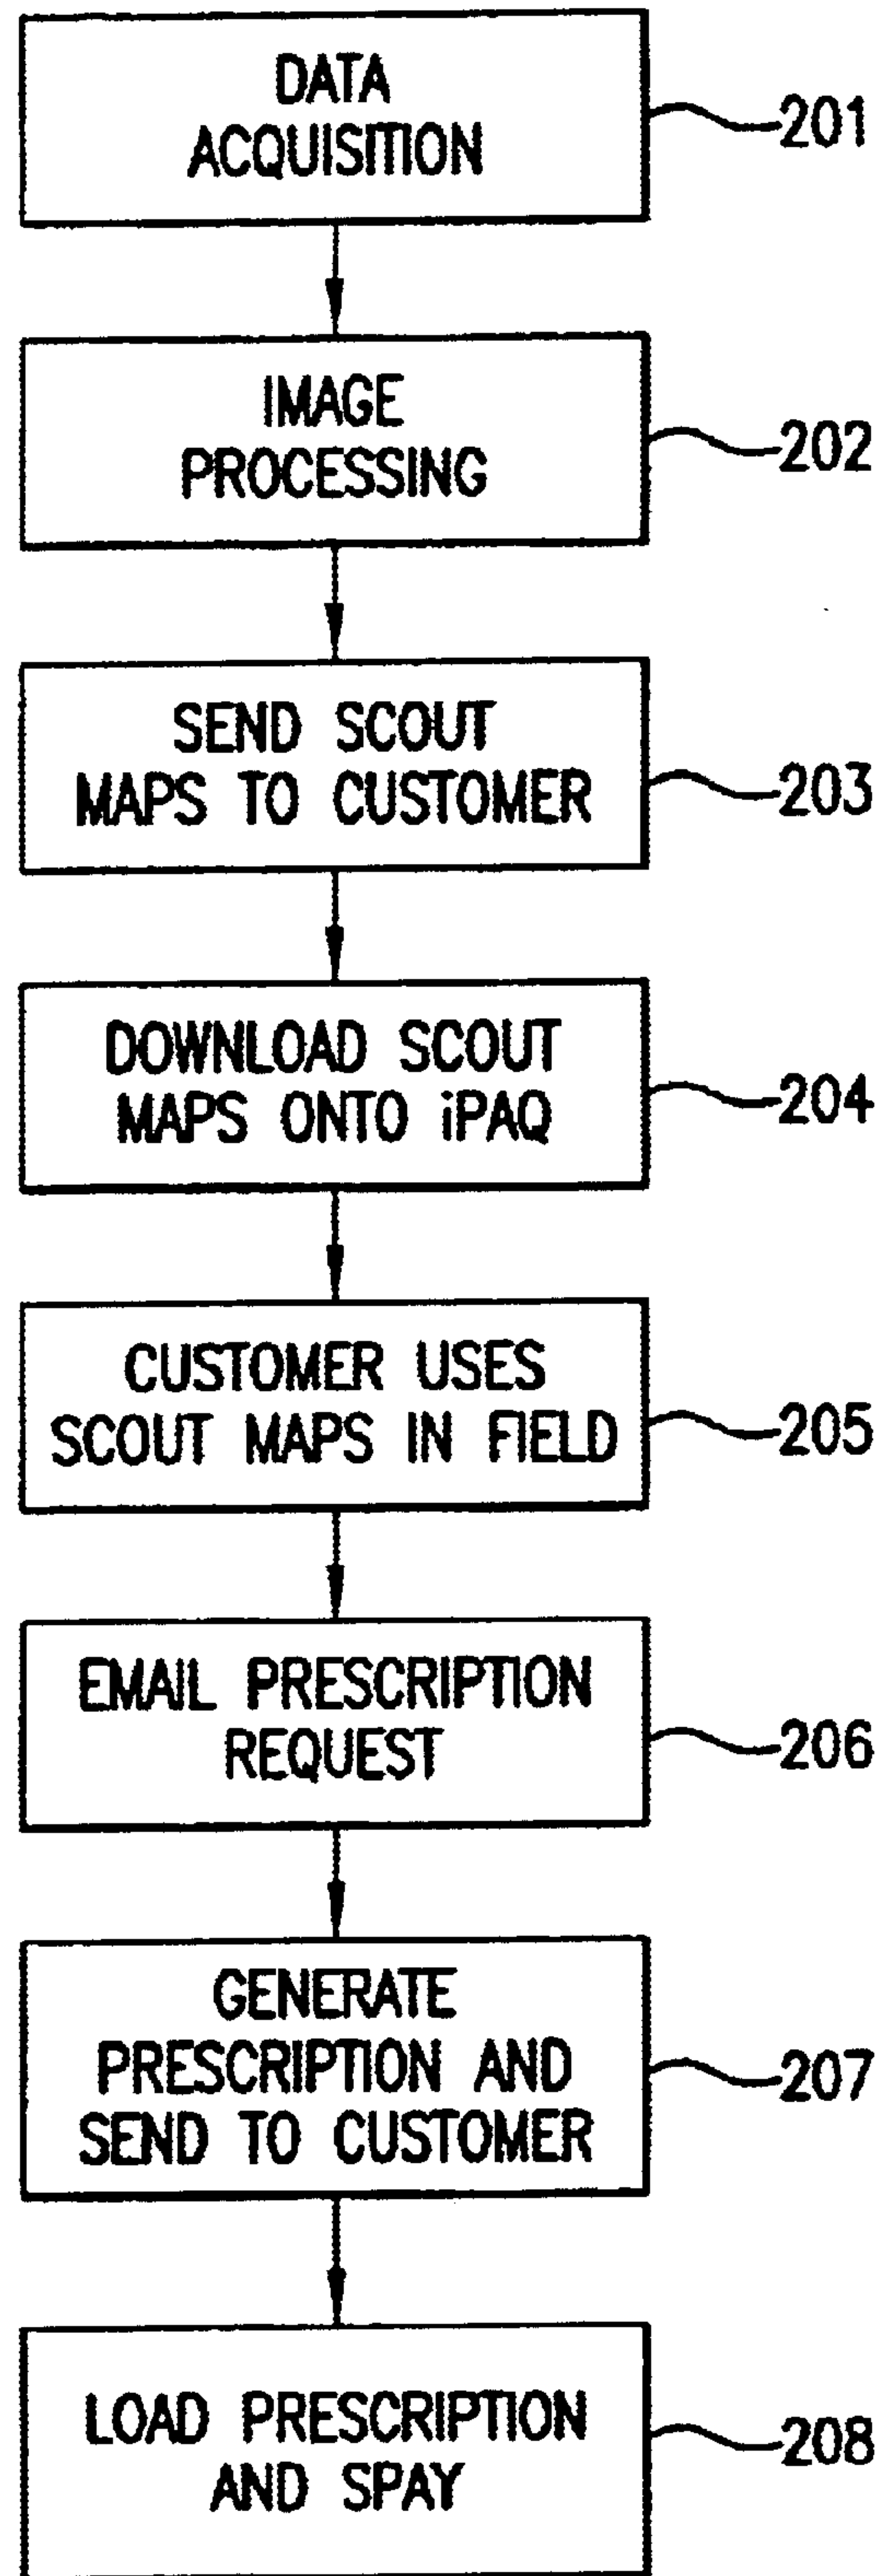 DATA
ACQUISITION
201
IMAGE
PROCESSING
202
SEND SCOUT
MAPS TO CUSTOMER
203
DOWNLOAD SCOUT
MAPS ONTO iPAQ
204
CUSTOMER USES
SCOUT MAPS IN FIELD
205
EMAIL PRESCRIPTION
REQUEST
206
GENERATE
PRESCRIPTION AND
SEND TO CUSTOMER
207
LOAD PRESCRIPTION
AND SPAY
208